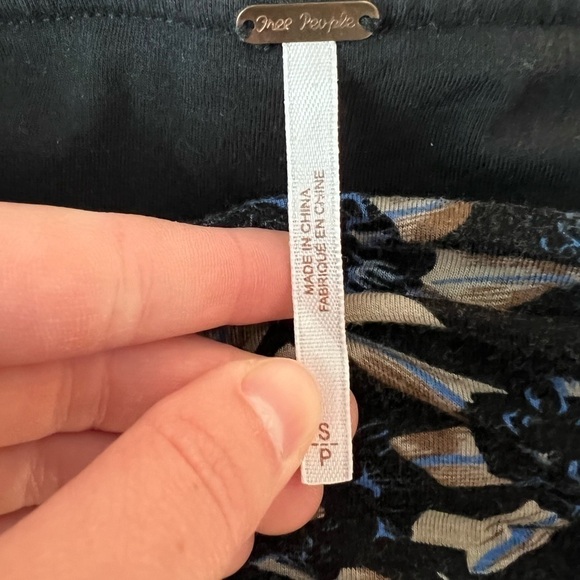 Free People
MADE IN CHINA
FABRIQUÉ EN CHINE
S|P